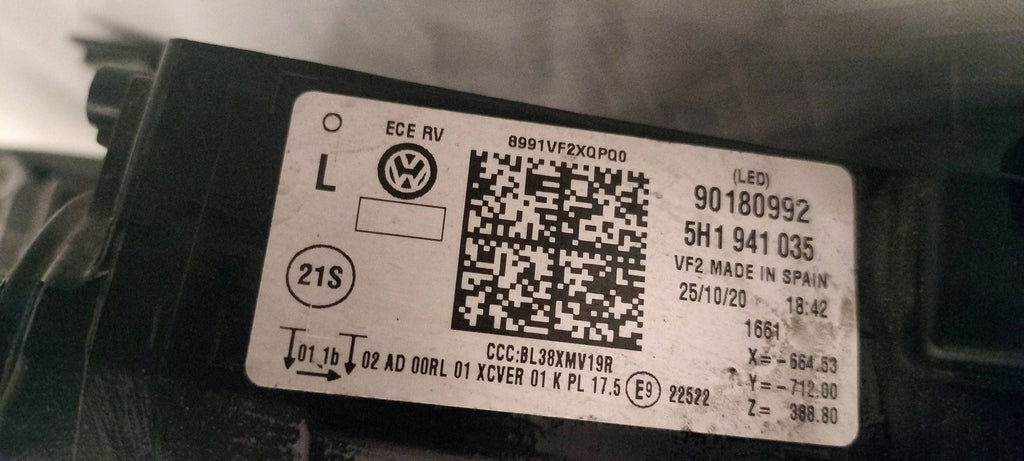 ECE RV
8991VF2XQPQ0
L
(LED)
90180992
5H1 941 035
VF2 MADE IN SPAIN
21S
25/10/20 18:42
1661
X=-664.53
Y=-712.00
Z= 388.80
CCC:BL38XMV19R
01 1b 02 AD 00RL 01 XCVER 01 K PL 17.5 E9 22522